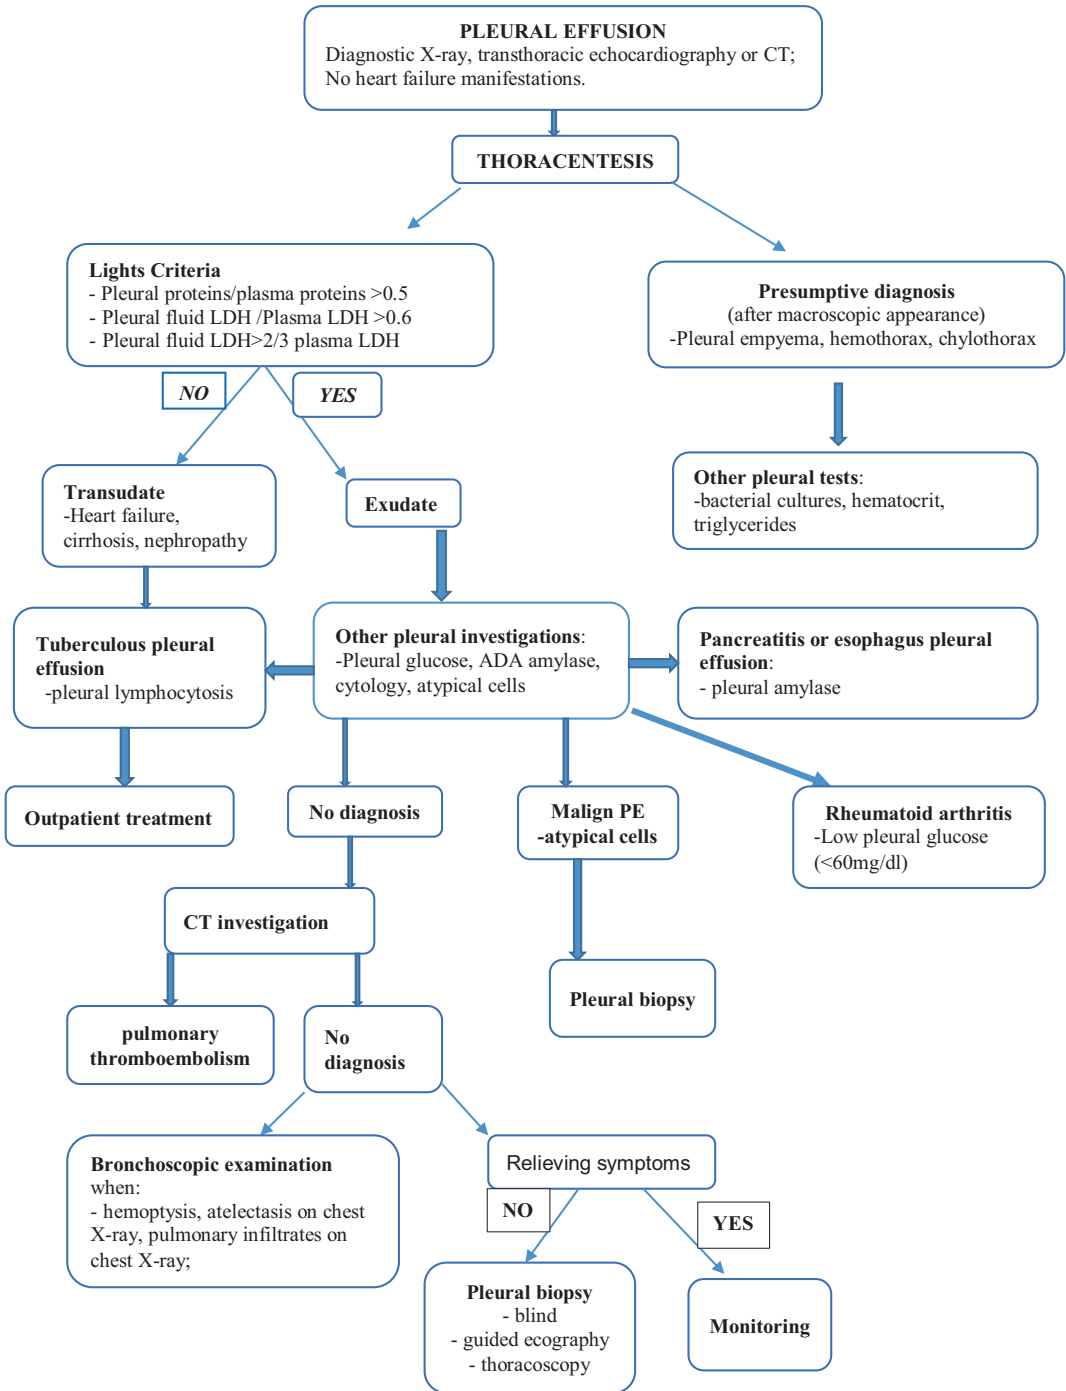 PLEURAL EFFUSION
Diagnostic X-ray, transthoracic echocardiography or CT;
No heart failure manifestations.
THORACENTESIS
Lights Criteria
- Pleural proteins/plasma proteins >0.5
- Pleural fluid LDH /Plasma LDH >0.6
- Pleural fluid LDH>2/3 plasma LDH
Presumptive diagnosis
(after macroscopic appearance)
-Pleural empyema, hemothorax, chylothorax
NO
YES
Transudate
-Heart failure,
cirrhosis, nephropathy
Exudate
Other pleural tests:
-bacterial cultures, hematocrit,
triglycerides
Tuberculous pleural
effusion
-pleural lymphocytosis
Other pleural investigations:
-Pleural glucose, ADA amylase,
cytology, atypical cells
Pancreatitis or esophagus pleural
effusion:
- pleural amylase
Outpatient treatment
No diagnosis
Malign PE
-atypical cells
Rheumatoid arthritis
-Low pleural glucose
(<60mg/dl)
CT investigation
Pleural biopsy
pulmonary
thromboembolism
No
diagnosis
Bronchoscopic examination
when:
- hemoptysis, atelectasis on chest
X-ray, pulmonary infiltrates on
chest X-ray;
Relieving symptoms
NO
YES
Pleural biopsy
- blind
- guided ecography
- thoracoscopy
Monitoring